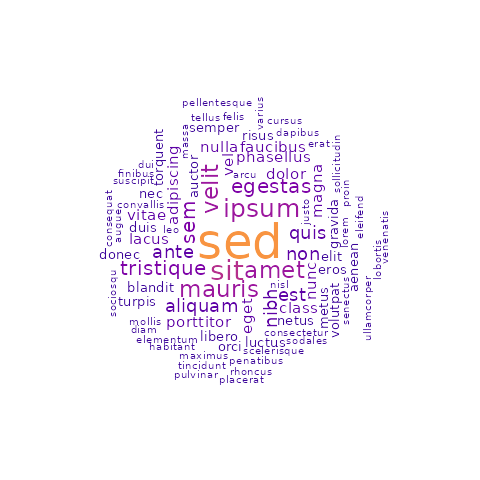 pellentesque
varius
tellus
felis
cursus
semper
massa
risus
dapibus
torquent
nulla
faucibus
erat
sollicitudin
dui
adipiscing
auctor
vel
phasellus
finibus
suscipit
velit
arcu
dolor
magna
proin
nec
egestas
convallis
consequat
augue
vitae
sem
ipsum
justo
gravida
eleifend
duis
leo
sed
quis
lorem
venenatis
lacus
donec
ante
non
elit
aenean
lobortis
tristique
sit
amet
nunc
eros
sociosqu
blandit
mauris
nisl
metus
volutpat
senectus
ullamcorper
turpis
aliquam
nibh
est
class
mollis
porttitor
eget
netus
diam
libero
consectetur
elementum
orci
luctus
sodales
habitant
scelerisque
maximus
penatibus
tincidunt
rhoncus
pulvinar
placerat